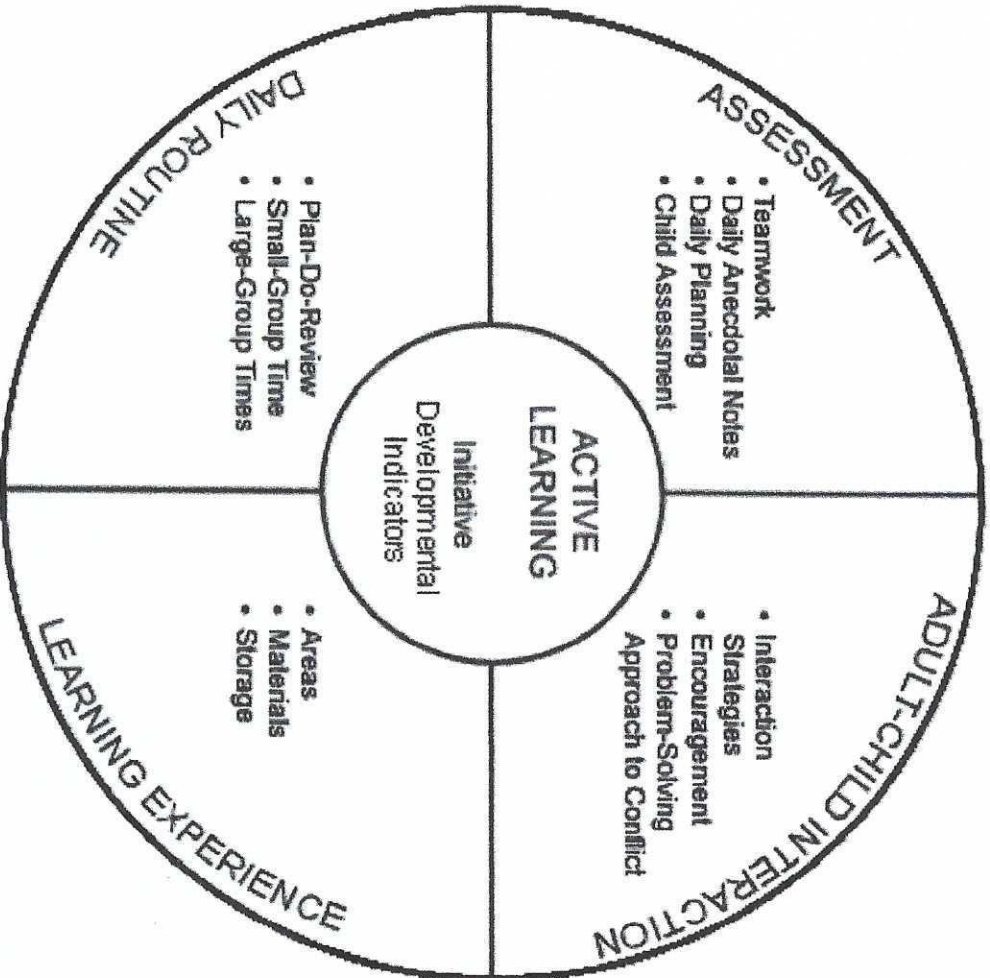 ASSESSMENT
• Teamwork
• Daily Anecdotal Notes
• Daily Planning
• Child Assessment
ADULT-CHILD INTERACTION
• Interaction
Strategies
• Encouragement
• Problem-Solving
Approach to Conflict
ACTIVE
LEARNING
Initiative
Developmental
Indicators
DAILY ROUTINE
• Plan-Do-Review
• Small-Group Time
• Large-Group Times
LEARNING EXPERIENCE
• Areas
• Materials
• Storage